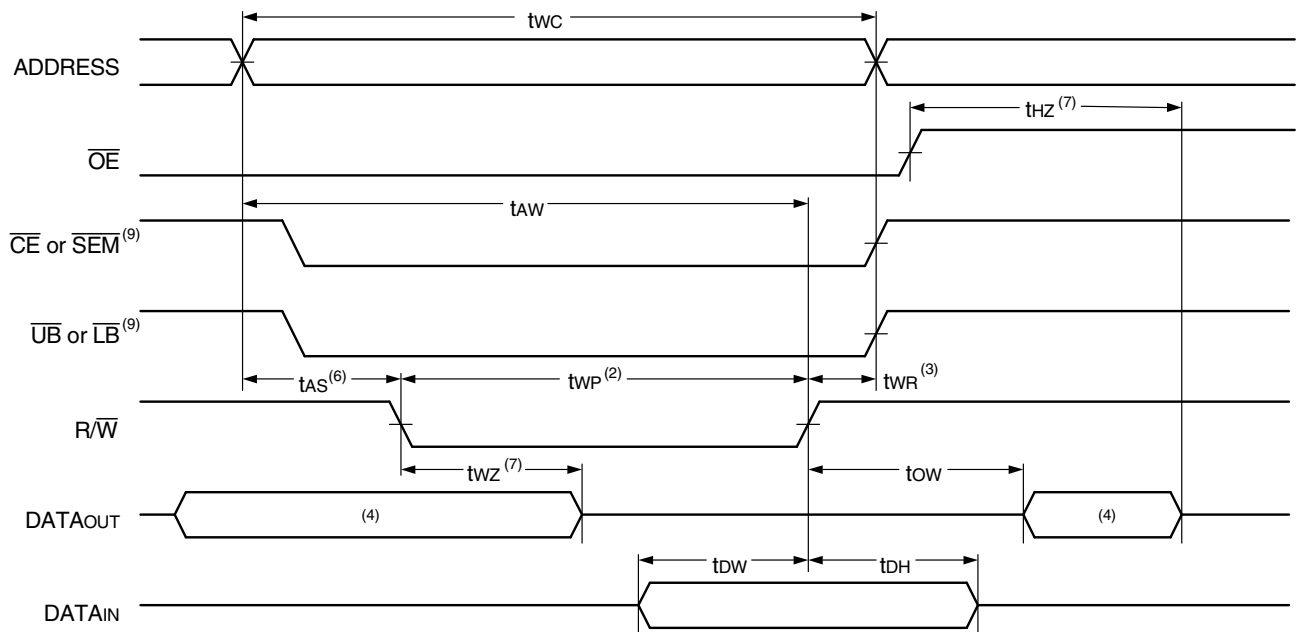 tWC
ADDRESS
tHZ (7)
OE
tAW
CE or SEM (9)
UB or LB (9)
tAS (6)
tWP (2)
tWR (3)
R/W
tWZ (7)
tOW
DATAOUT
(4)
(4)
tDW
tDH
DATAIN